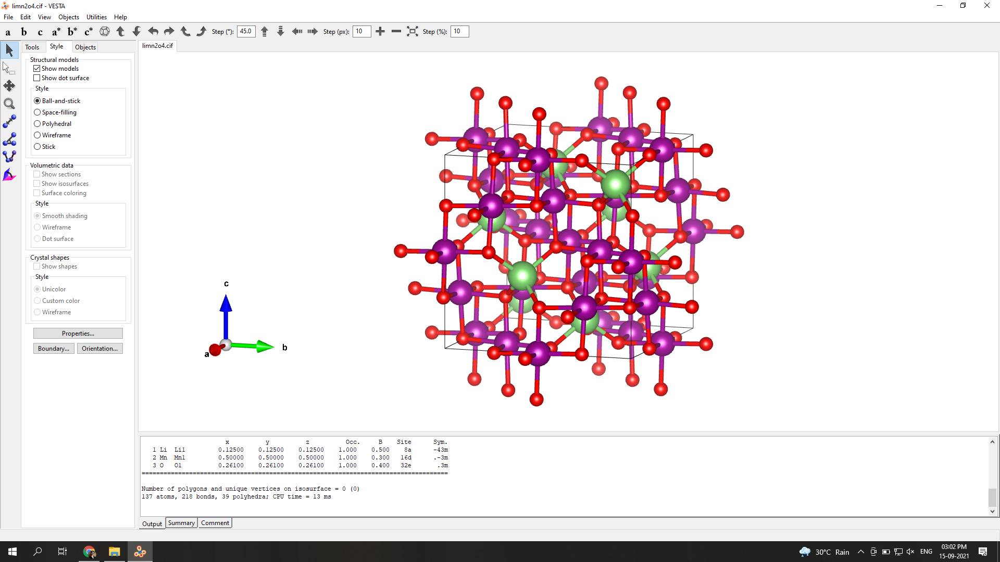 limn2o4.cif - VESTA
File Edit View Objects Utilities Help
a b c a* b* c* Step (°): 45.0 Step (px): 10 Step (%): 10
Tools Style Objects
limn2o4.cif
Structural models
Show models
Show dot surface
Style
Ball-and-stick
Space-filling
Polyhedral
Wireframe
Stick
Volumetric data
Show sections
Show isosurfaces
Surface coloring
Style
Smooth shading
Wireframe
Dot surface
Crystal shapes
Show shapes
Style
Unicolor
Custom color
Wireframe
Properties...
Boundary... Orientation...
c
b
a
x y z Occ. B Site Sym.
1 Li Li1 0.12500 0.12500 0.12500 1.000 0.500 8a -43m
2 Mn Mn1 0.50000 0.50000 0.50000 1.000 0.300 16d .-3m
3 O O1 0.26100 0.26100 0.26100 1.000 0.400 32e .3m
====================================================================================
Number of polygons and unique vertices on isosurface = 0 (0)
137 atoms, 218 bonds, 39 polyhedra; CPU time = 13 ms
Output Summary Comment
30°C Rain ENG 03:02 PM
15-09-2021